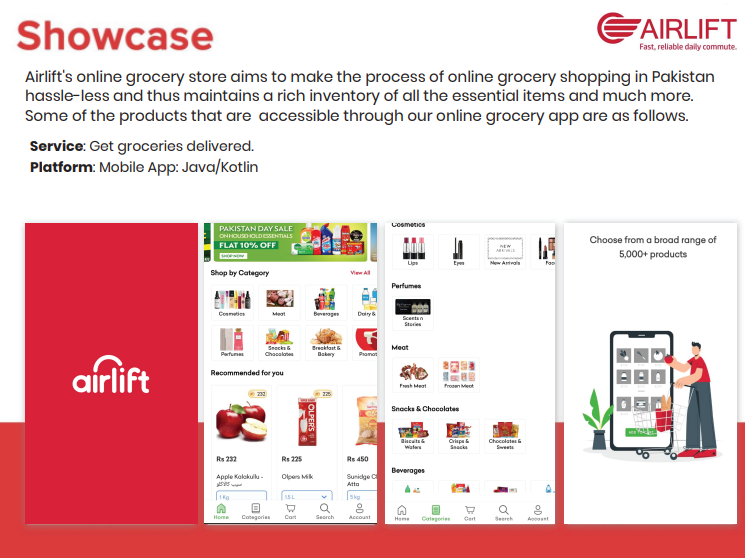 Showcase
AIRLIFT
Fast, reliable daily commute.
Airlift's online grocery store aims to make the process of online grocery shopping in Pakistan
hassle-less and thus maintains a rich inventory of all the essential items and much more.
Some of the products that are accessible through our online grocery app are as follows.
Service: Get groceries delivered.
Platform: Mobile App: Java/Kotlin
airlift
PAKISTAN DAY SALE
ON HOUSEHOLD ESSENTIALS
FLAT 10% OFF
SHOP NOW
Shop by Category View All
Cosmetics Meat Beverages Dairy &
Perfumes Snacks & Chocolates Breakfast & Bakery Promot
Recommended for you
232 225
OLPERS
Rs 232 Rs 225 Rs 450
Apple Kalakullu - Olpers Milk Sunidge Ch
Atta
1 Kg 1.5 L 5 kg
Home Categories Cart Search Account
Cosmetics
NEW
ARRIVALS
Lips Eyes New Arrivals Fac
Perfumes
Scents n
Stories
Meat
Fresh Meat Frozen Meat
Snacks & Chocolates
Biscuits & Wafers Crisps & Snacks Chocolates & Sweets
Beverages
Home Categories Cart Search Account
Choose from a broad range of
5,000+ products